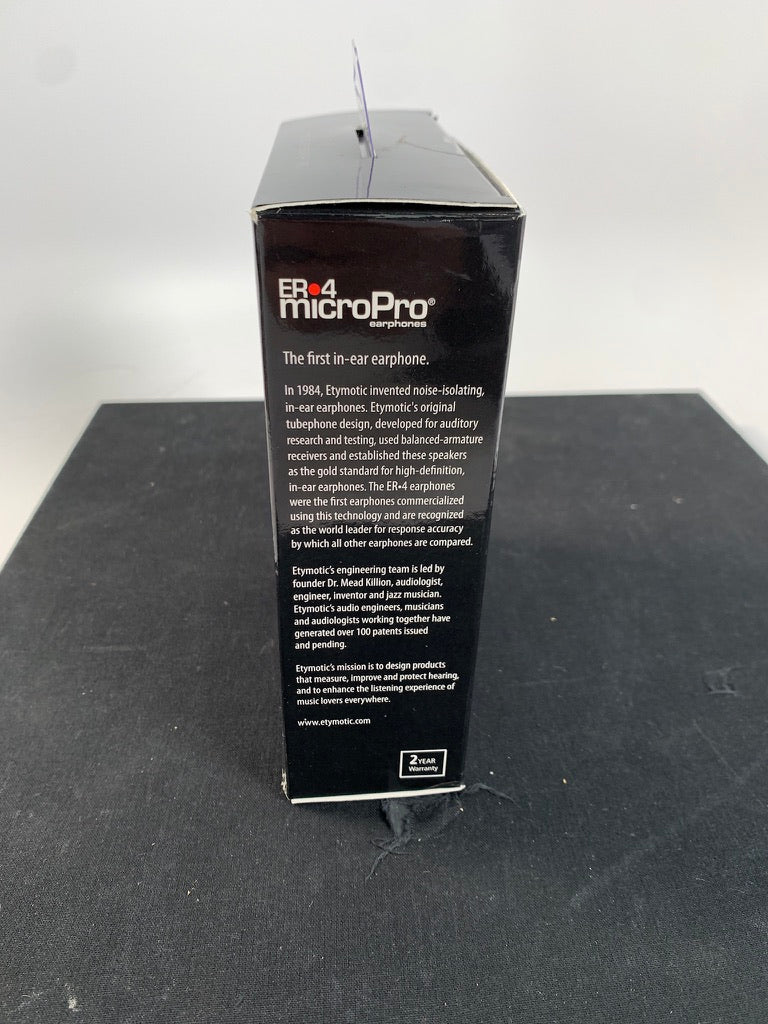 ER•4
microPro®
earphones
The first in-ear earphone.
In 1984, Etymotic invented noise-isolating,
in-ear earphones. Etymotic's original
tubephone design, developed for auditory
research and testing, used balanced-armature
receivers and established these speakers
as the gold standard for high-definition,
in-ear earphones. The ER•4 earphones
were the first earphones commercialized
using this technology and are recognized
as the world leader for response accuracy
by which all other earphones are compared.
Etymotic's engineering team is led by
founder Dr. Mead Killion, audiologist,
engineer, inventor and jazz musician.
Etymotic's audio engineers, musicians
and audiologists working together have
generated over 100 patents issued
and pending.
Etymotic's mission is to design products
that measure, improve and protect hearing,
and to enhance the listening experience of
music lovers everywhere.
www.etymotic.com
2 YEAR
Warranty